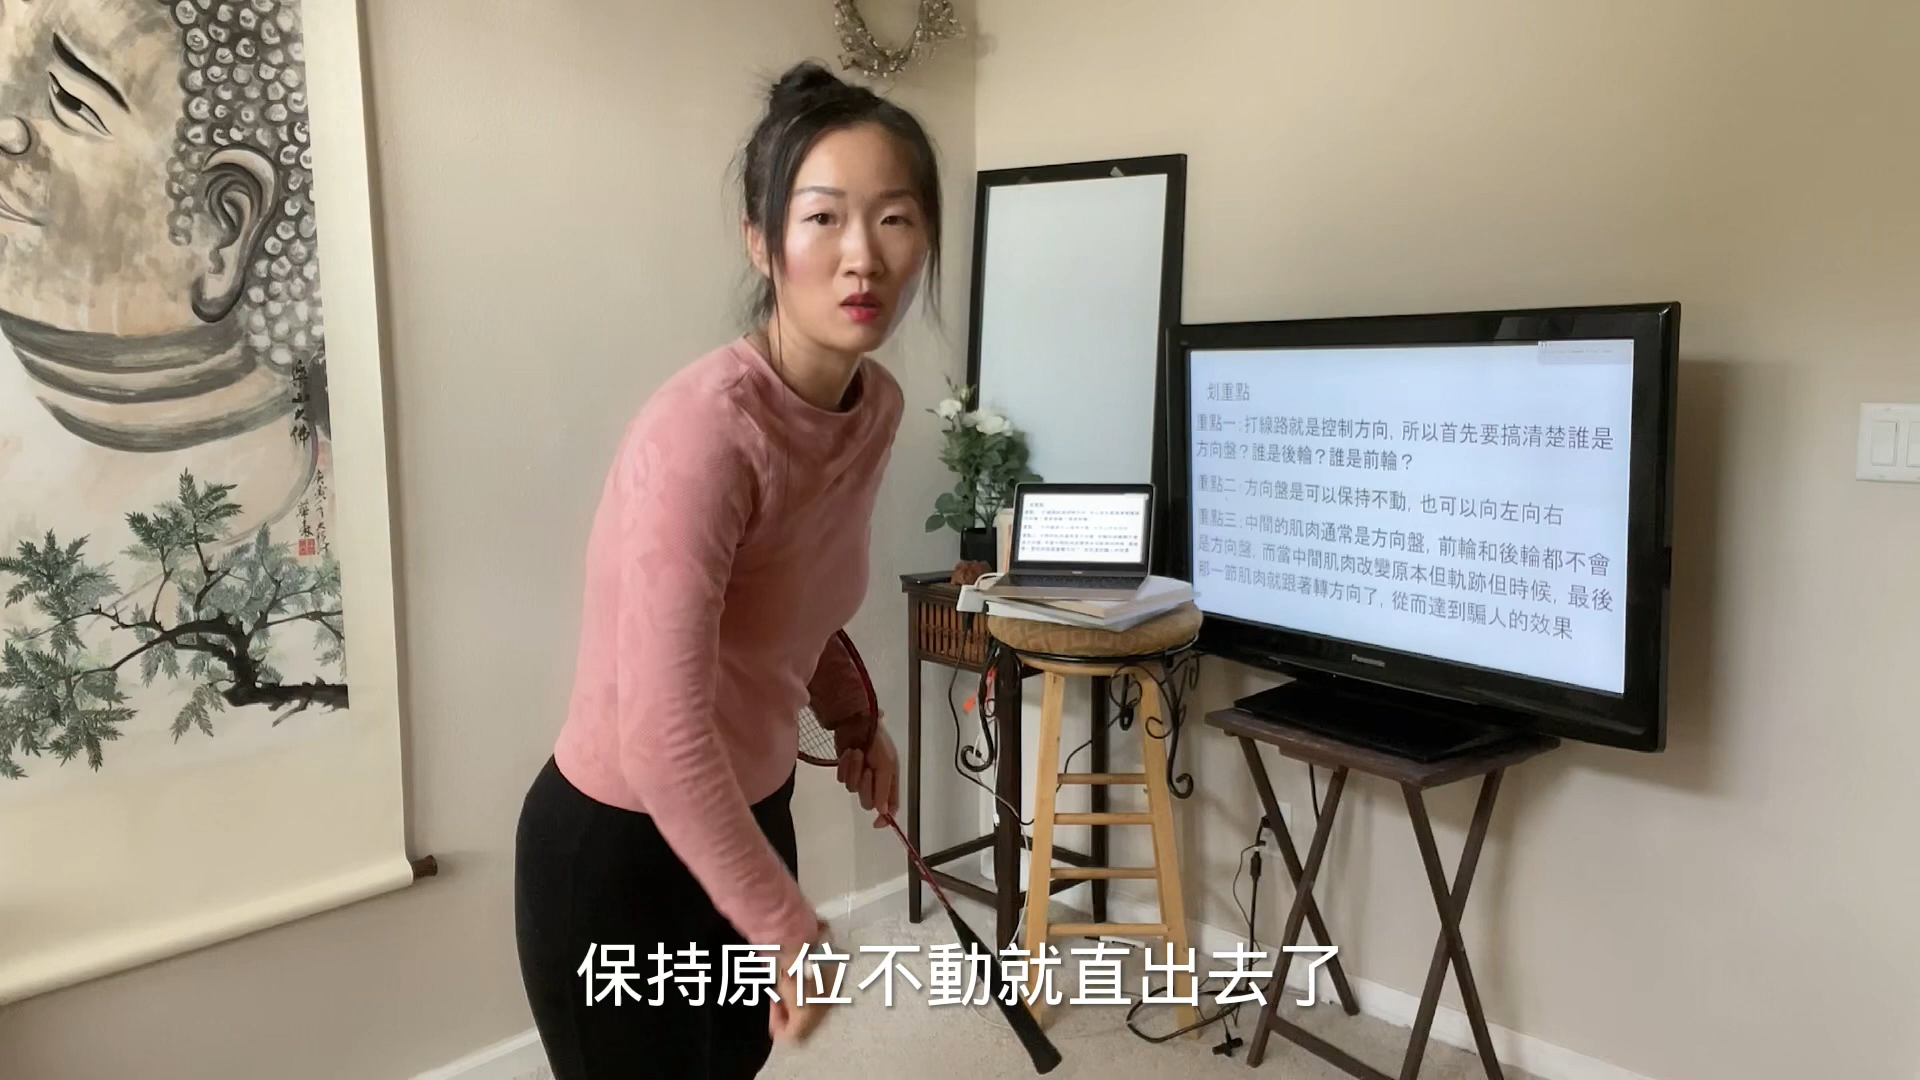 樂山大佛
划重點
重點一:打線路就是控制方向, 所以首先要搞清楚誰是
方向盤?誰是後輪?誰是前輪?
重點二:方向盤是可以保持不動, 也可以向左向右
重點三:中間的肌肉通常是方向盤, 前輪和後輪都不會
是方向盤, 而當中間肌肉改變原本但軌跡但時候, 最後
那一節肌肉就跟著轉方向了, 從而達到騙人的效果
Panasonic
保持原位不動就直出去了